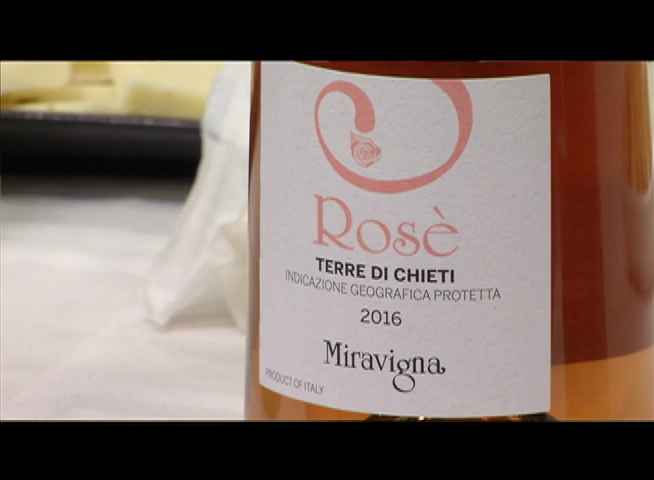 Rosè
TERRE DI CHIETI
INDICAZIONE GEOGRAFICA PROTETTA
2016
Miravigna
PRODUCT OF ITALY